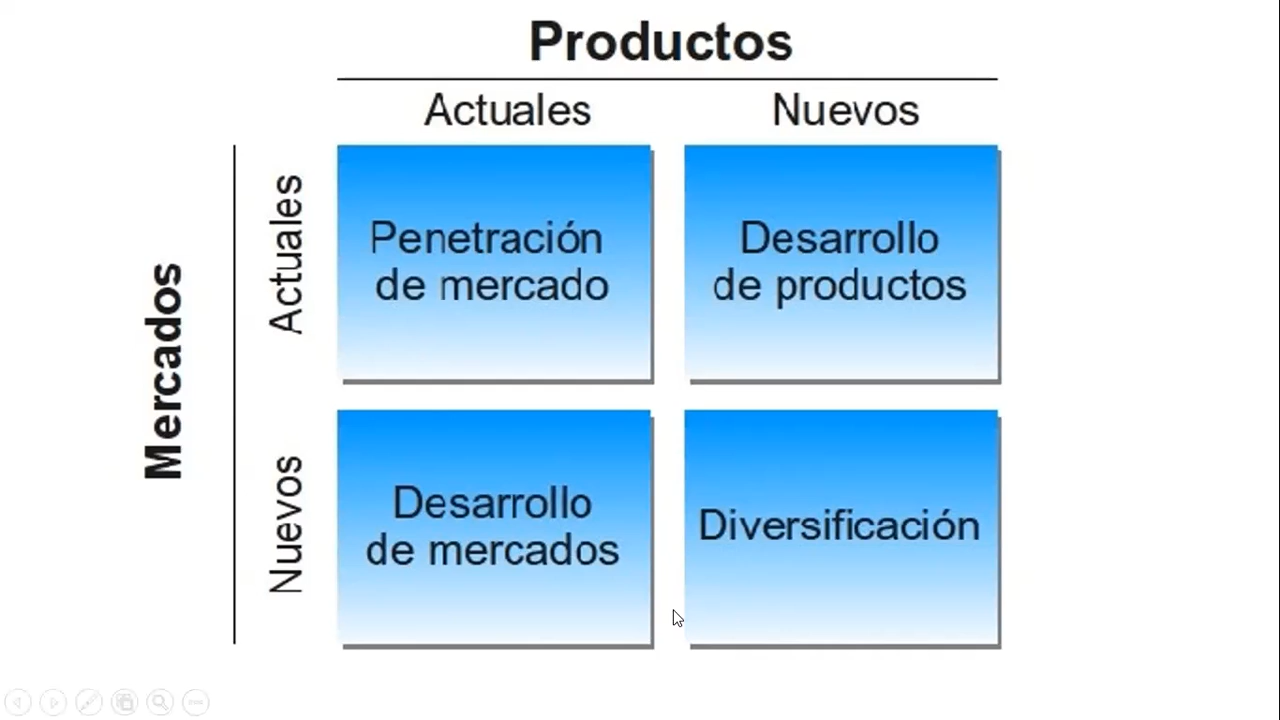 Productos
Actuales
Nuevos
Mercados
Actuales
Penetración
de mercado
Desarrollo
de productos
Nuevos
Desarrollo
de mercados
Diversificación